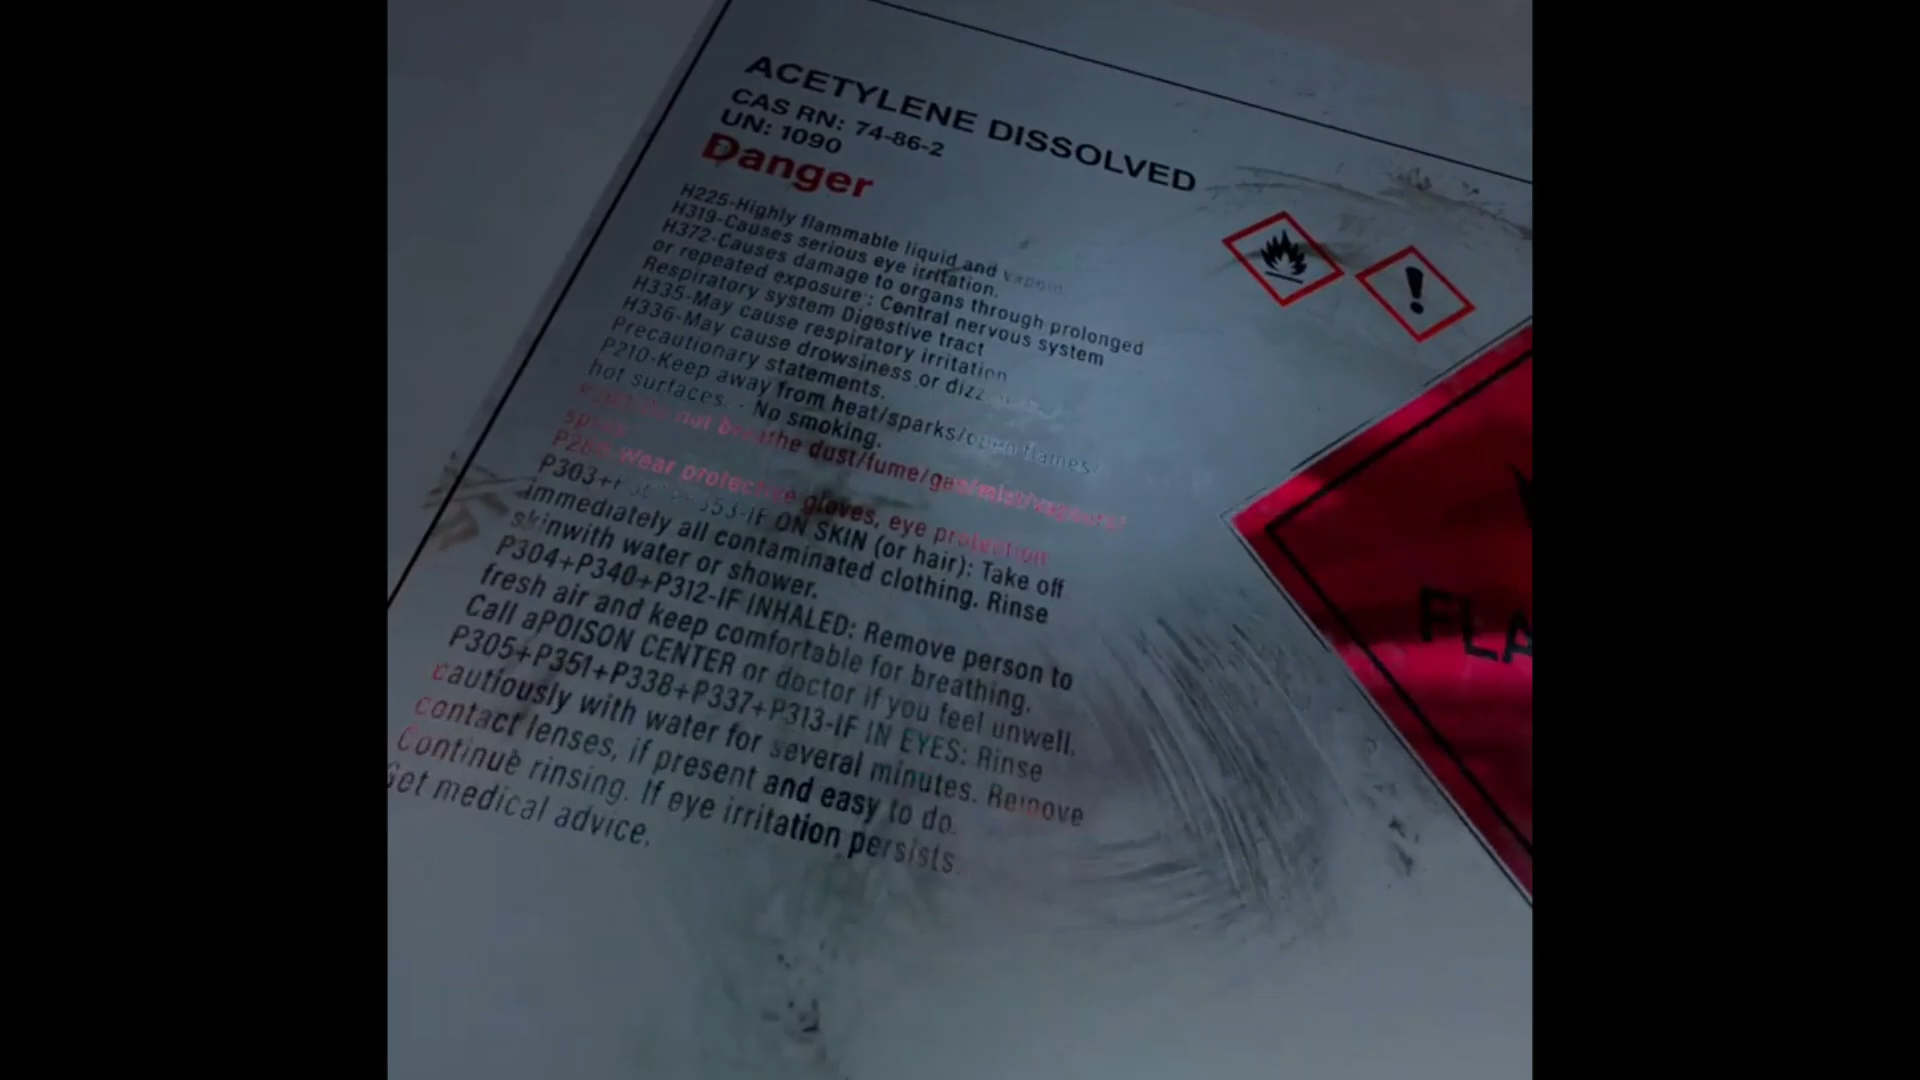 ACETYLENE DISSOLVED
CAS RN: 74-86-2
UN: 1090
Danger
H225-Highly flammable liquid and vapour.
H319-Causes serious eye irritation.
H372-Causes damage to organs through prolonged
or repeated exposure : Central nervous system
Respiratory system Digestive tract
H335-May cause respiratory irritation
H336-May cause drowsiness or
Precautionary statements.
P210-Keep away from heat/sparks/open flames/
hot surfaces. - No smoking.
not breathe dust/fume/gas/mist/vapours/
wear protective gloves, eye protection
IF ON SKIN (or hair): Take off
immediately all contaminated clothing. Rinse
skinwith water or shower.
P304+P340+P312-IF INHALED: Remove person to
fresh air and keep comfortable for breathing.
Call aPOISON CENTER or doctor if you feel unwell.
P305+P351+P338+P337+P313-IF IN EYES: Rinse
cautiously with water for several minutes. Remove
contact lenses, if present and easy to do.
Continue rinsing. If eye irritation persists:
Get medical advice.
FLA